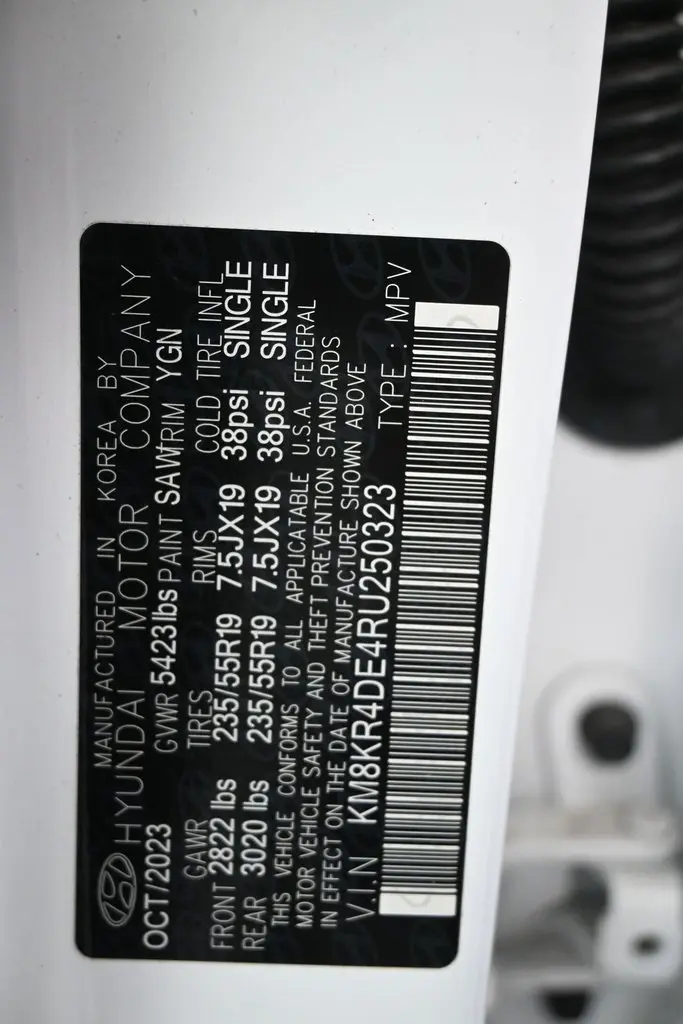 MANUFACTURED IN KOREA BY
HYUNDAI MOTOR COMPANY
OCT/2023 GVWR 5423lbs PAINT SAW TRIM YGN
GAWR TIRES RIMS COLD TIRE INFL
FRONT 2822 lbs 235/55R19 7.5JX19 38psi SINGLE
REAR 3020 lbs 235/55R19 7.5JX19 38psi SINGLE
THIS VEHICLE CONFORMS TO ALL APPLICATABLE U.S.A. FEDERAL
MOTOR VEHICLE SAFETY AND THEFT PREVENTION STANDARDS
IN EFFECT ON THE DATE OF MANUFACTURE SHOWN ABOVE
V.I.N KM8KR4DE4RU250323 TYPE : MPV